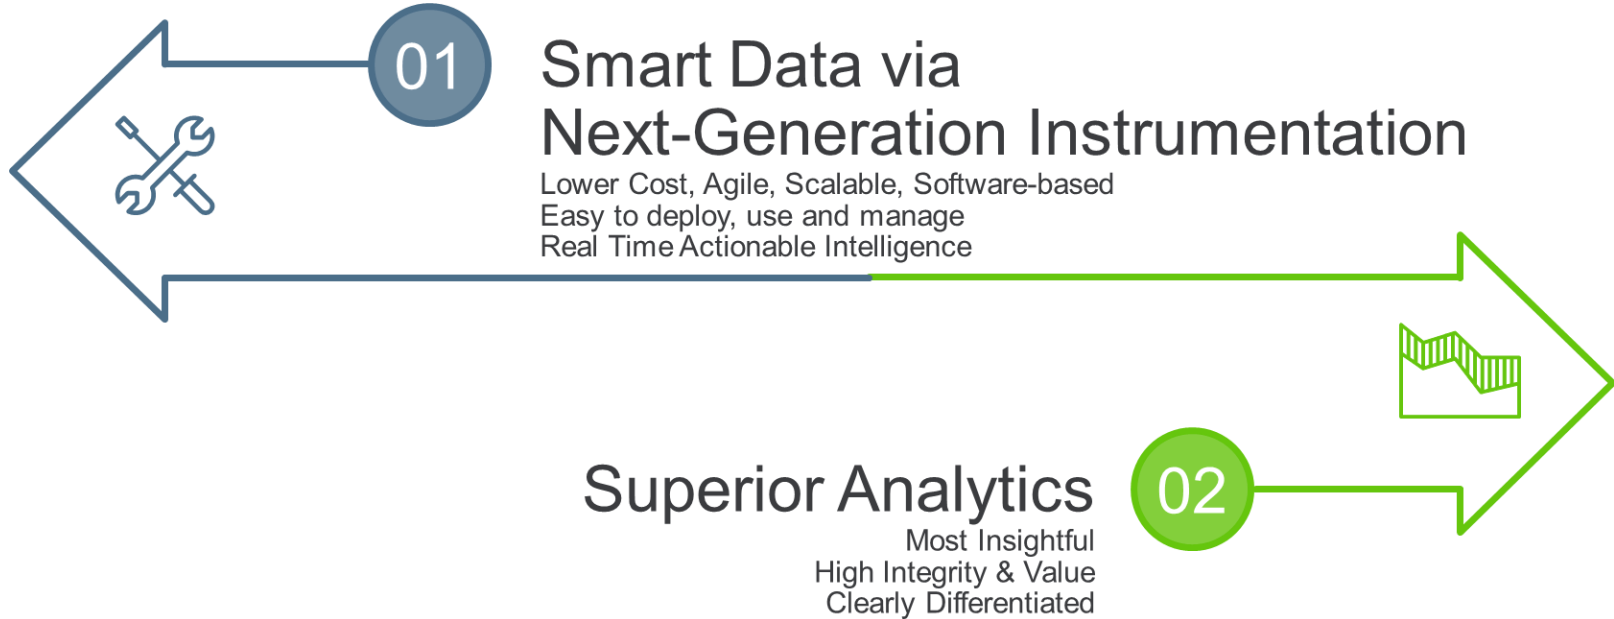 01
Smart Data via
Next-Generation Instrumentation
Lower Cost, Agile, Scalable, Software-based
Easy to deploy, use and manage
Real Time Actionable Intelligence
Superior Analytics
02
Most Insightful
High Integrity & Value
Clearly Differentiated